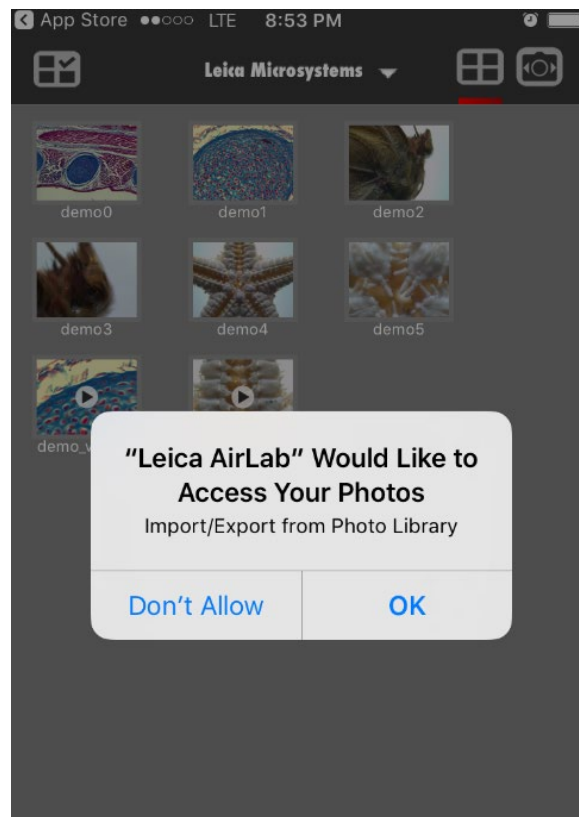 App Store LTE 8:53 PM
Leica Microsystems
demo0 demo1 demo2
demo3 demo4 demo5
“Leica AirLab” Would Like to
Access Your Photos
Import/Export from Photo Library
Don’t Allow OK